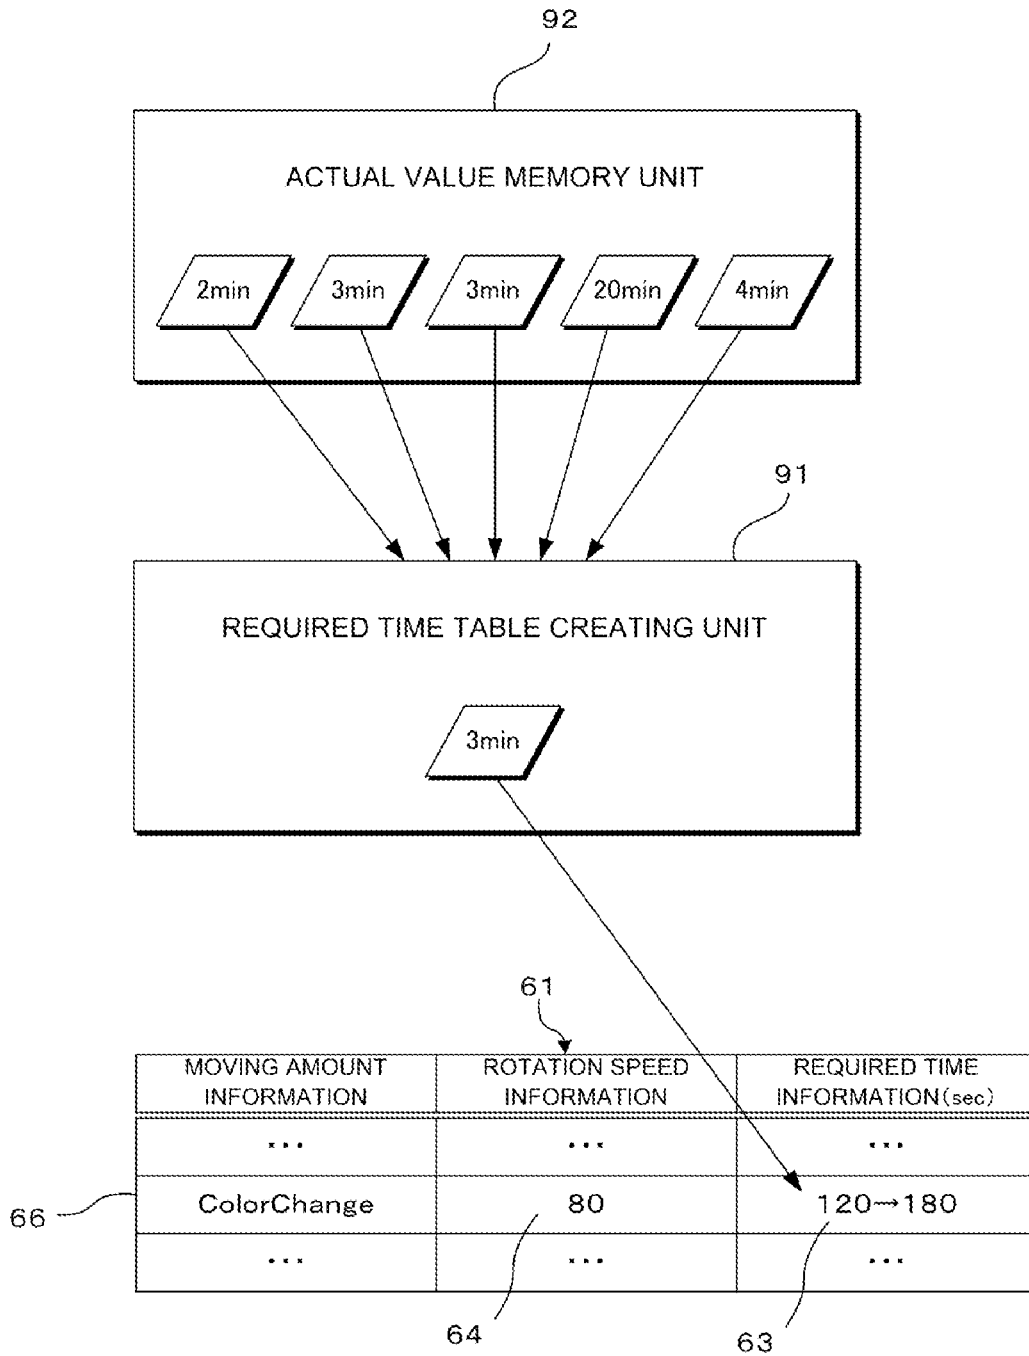 92
ACTUAL VALUE MEMORY UNIT
2min 3min 3min 20min 4min
91
REQUIRED TIME TABLE CREATING UNIT
3min
61
MOVING AMOUNT INFORMATION
ROTATION SPEED INFORMATION
REQUIRED TIME INFORMATION(sec)
... ... ...
66
ColorChange 80 120→180
... ... ...
64
63